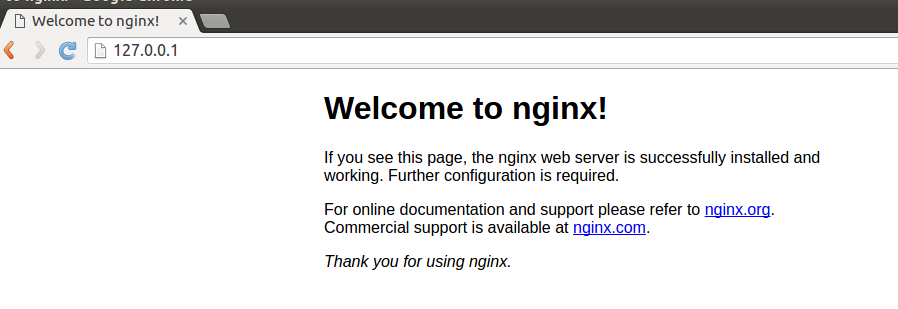 Welcome to nginx!
127.0.0.1
Welcome to nginx!
If you see this page, the nginx web server is successfully installed and
working. Further configuration is required.
For online documentation and support please refer to nginx.org.
Commercial support is available at nginx.com.
Thank you for using nginx.